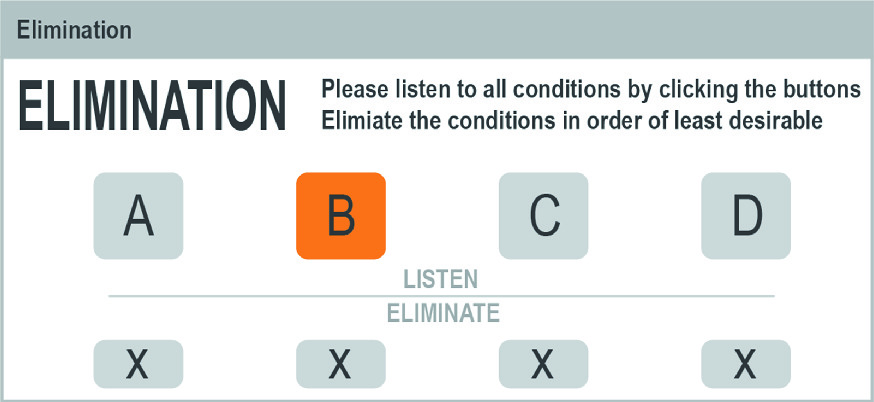 Elimination
ELIMINATION
Please listen to all conditions by clicking the buttons
Elimiate the conditions in order of least desirable
A B C D
LISTEN
ELIMINATE
X X X X